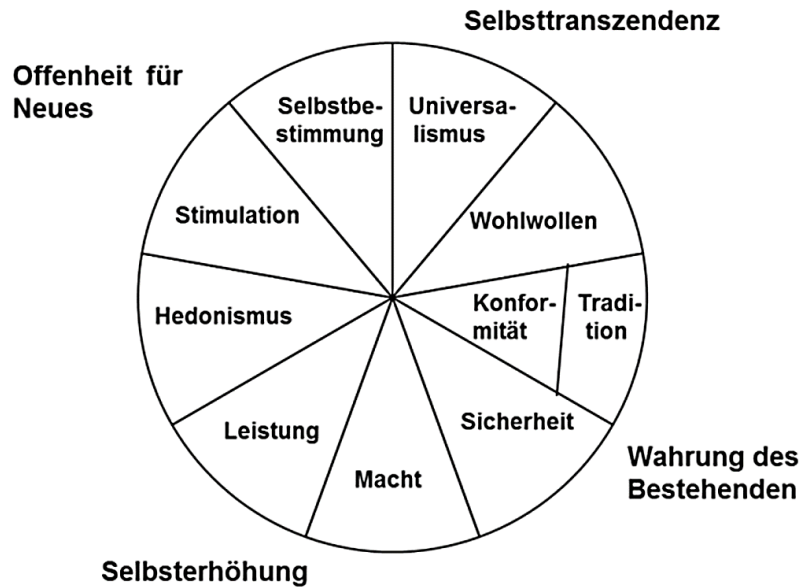 Selbsttranszendenz
Offenheit für
Neues
Selbstbe-
stimmung
Universa-
lismus
Stimulation
Wohlwollen
Hedonismus
Konfor-
mität
Tradi-
tion
Leistung
Sicherheit
Macht
Wahrung des
Bestehenden
Selbsterhöhung